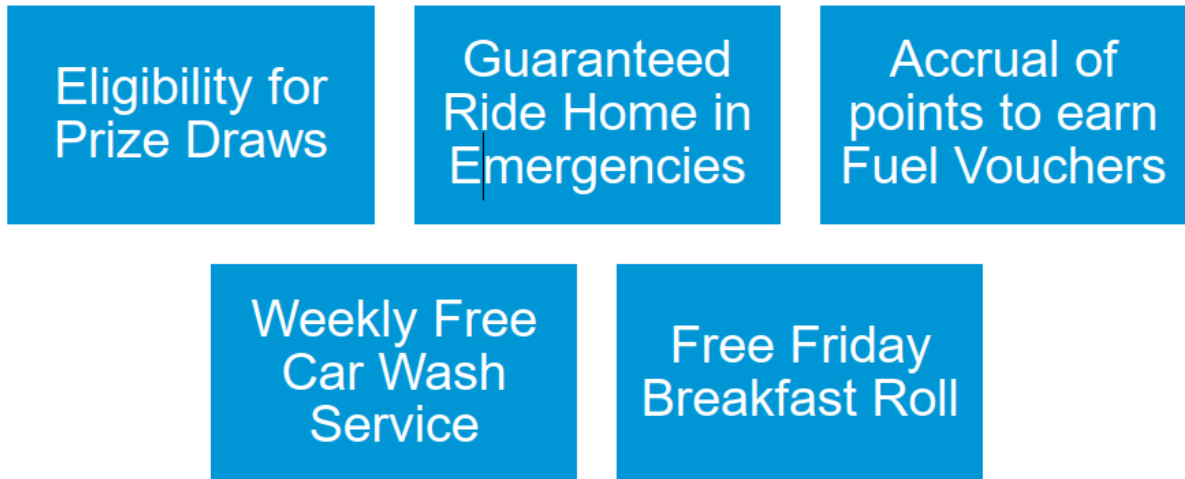 Eligibility for
Prize Draws
Guaranteed
Ride Home in
Emergencies
Accrual of
points to earn
Fuel Vouchers
Weekly Free
Car Wash
Service
Free Friday
Breakfast Roll